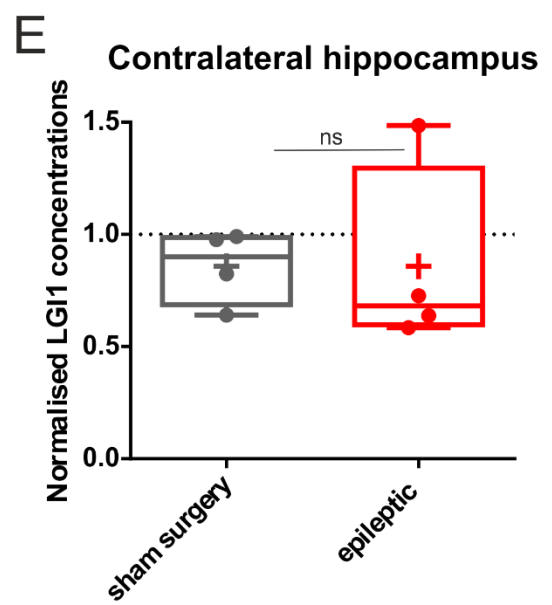 E
Contralateral hippocampus
Normalised LGI1 concentrations
1.5
1.0
0.5
0.0
ns
sham surgery
epileptic